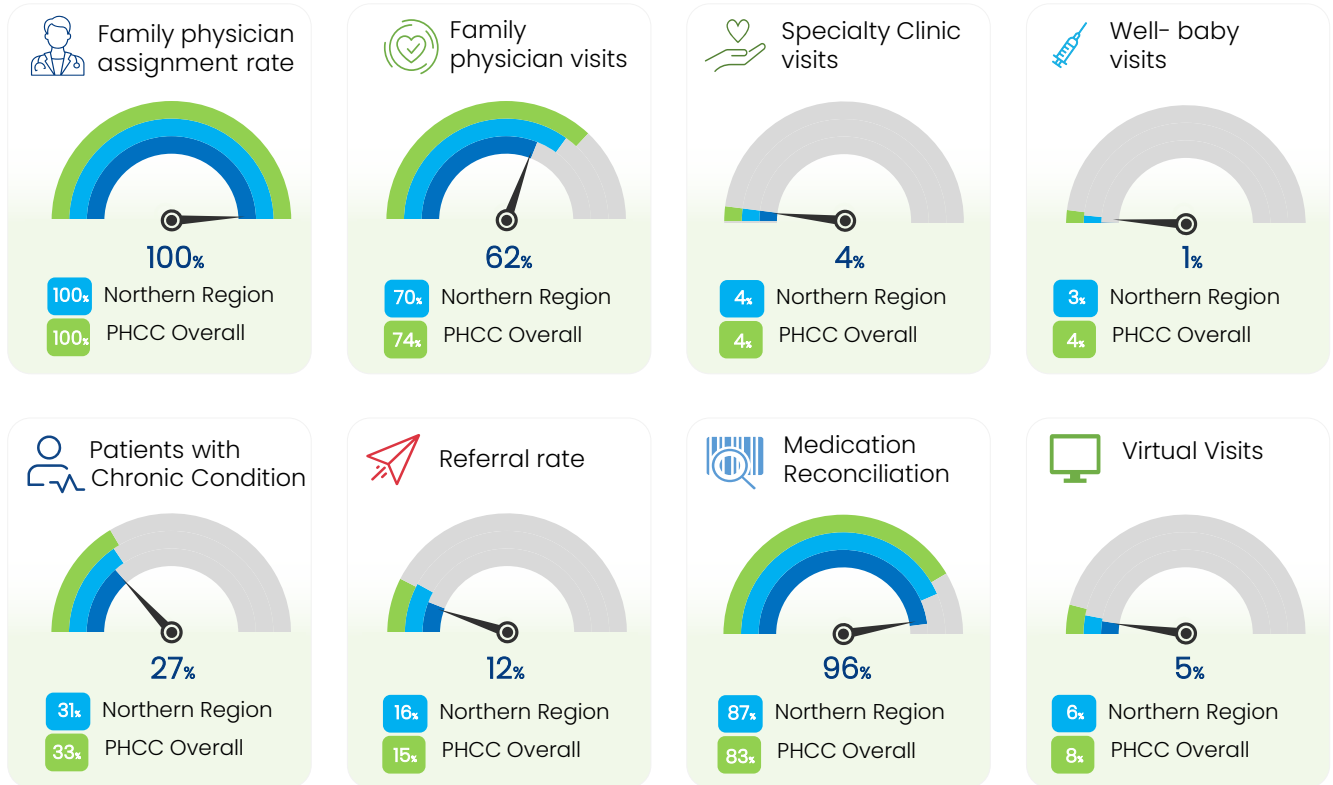 Family physician
assignment rate
100%
100% Northern Region
100% PHCC Overall
Family
physician visits
62%
70% Northern Region
74% PHCC Overall
Specialty Clinic
visits
4%
4% Northern Region
4% PHCC Overall
Well- baby
visits
1%
3% Northern Region
4% PHCC Overall
Patients with
Chronic Condition
27%
31% Northern Region
33% PHCC Overall
Referral rate
12%
16% Northern Region
15% PHCC Overall
Medication
Reconciliation
96%
87% Northern Region
83% PHCC Overall
Virtual Visits
5%
6% Northern Region
8% PHCC Overall